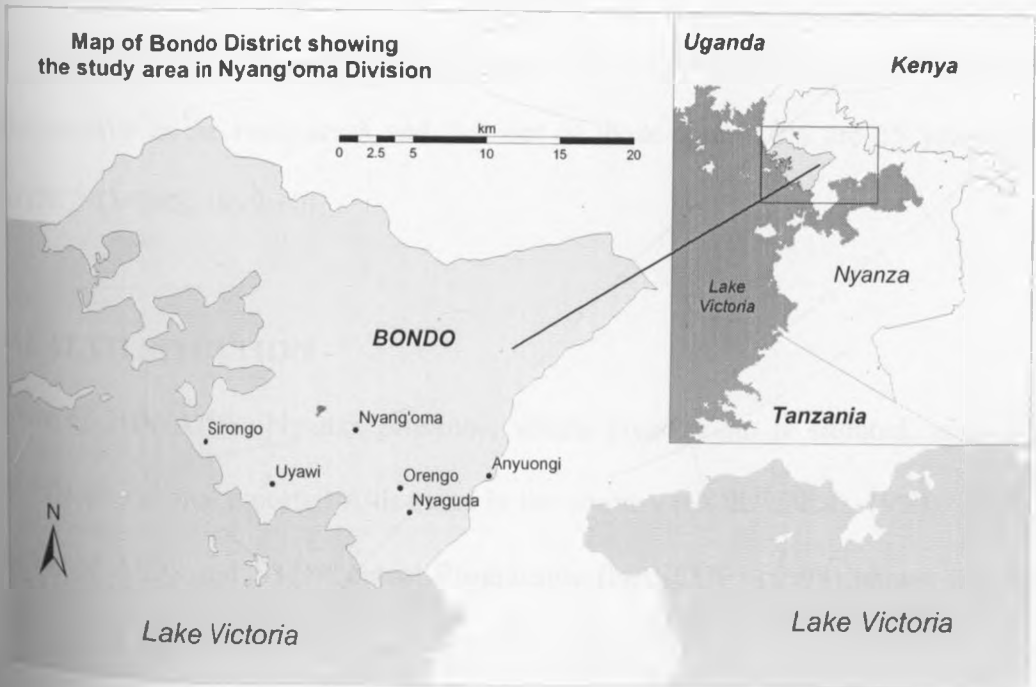 Map of Bondo District showing
the study area in Nyang'oma Division
km
0 2.5 5 10 15 20
BONDO
Nyang'oma
Sirongo
Uyawi
Orengo
Anyuongi
Nyaguda
N
Lake Victoria
Uganda
Kenya
Lake
Victoria
Nyanza
Tanzania
Lake Victoria